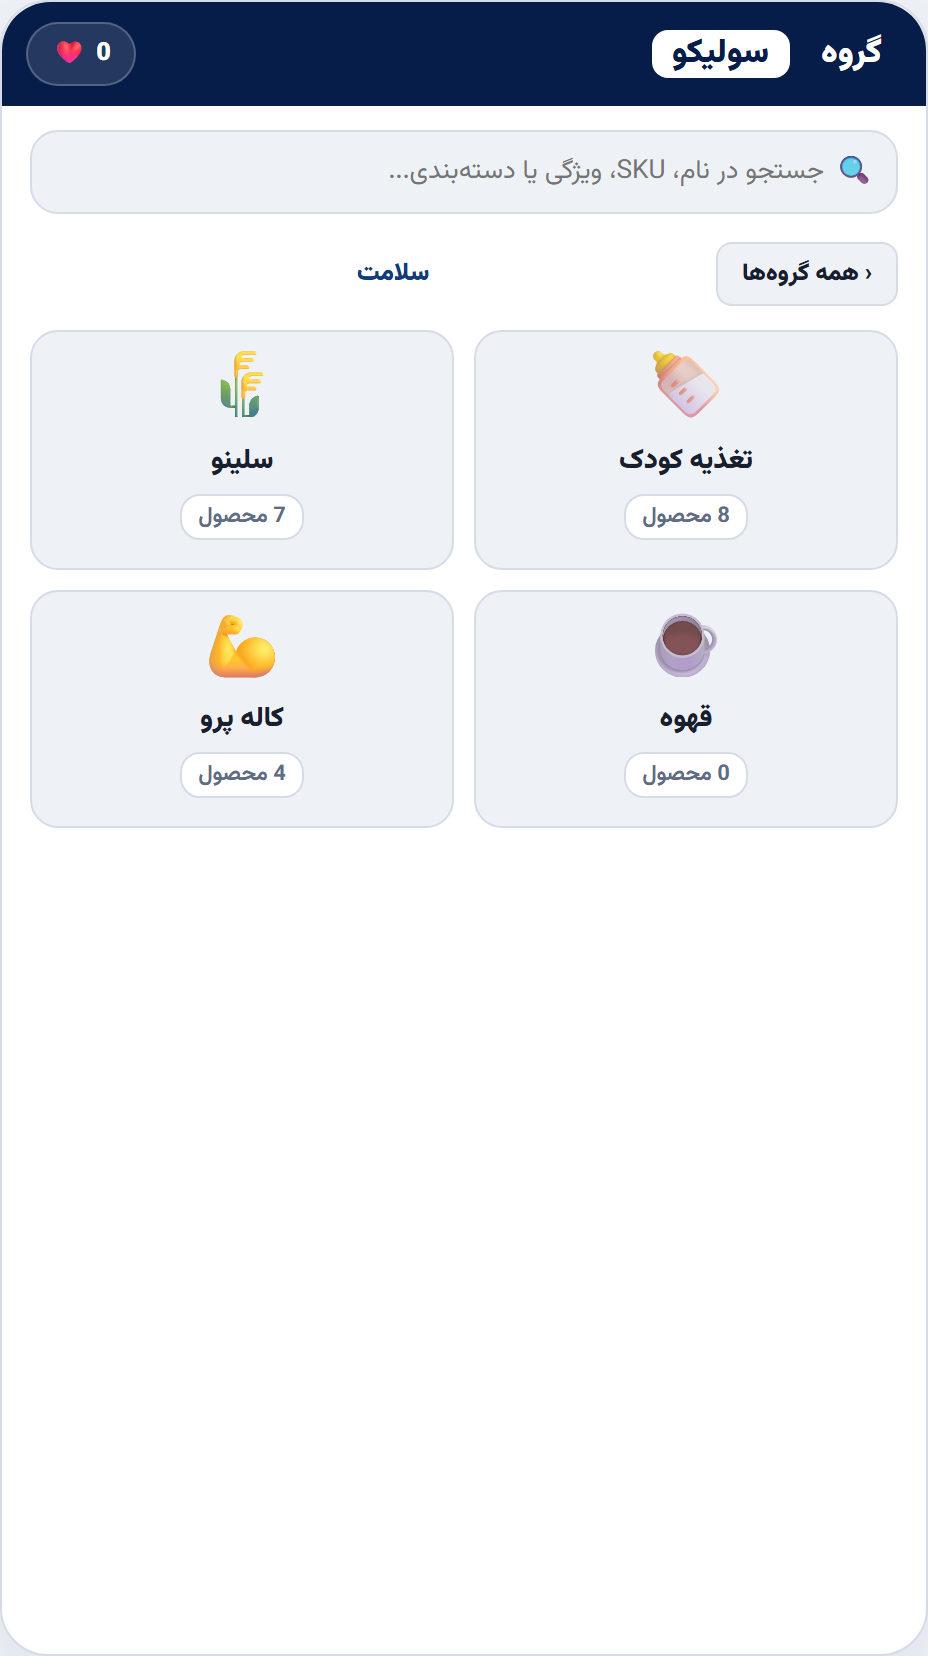 گروه سولیکو
0
جستجو در نام، SKU، ویژگی یا دسته‌بندی...
‹ همه گروه‌ها
سلامت
تغذیه کودک
8 محصول
سلینو
7 محصول
قهوه
0 محصول
کاله پرو
4 محصول